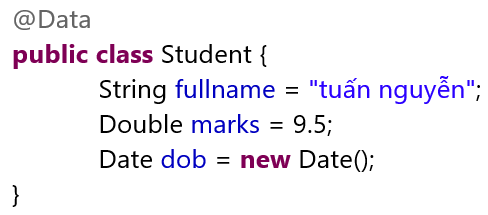 @Data
public class Student {
String fullname = "tuấn nguyễn";
Double marks = 9.5;
Date dob = new Date();
}